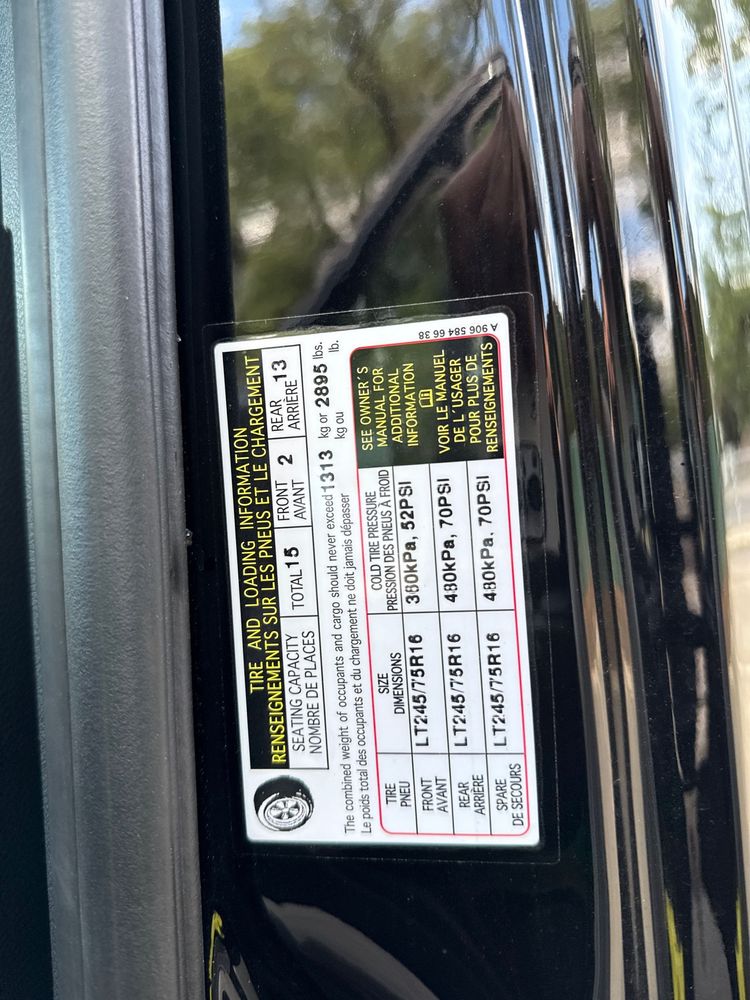 TIRE AND LOADING INFORMATION
RENSEIGNEMENTS SUR LES PNEUS ET LE CHARGEMENT
SEATING CAPACITY
NOMBRE DE PLACES
TOTAL 15
FRONT
AVANT 2
REAR
ARRIÈRE 13
The combined weight of occupants and cargo should never exceed 1313 kg or 2895 lbs.
Le poids total des occupants et du chargement ne doit jamais dépasser kg ou lb.
TIRE
PNEU
SIZE
DIMENSIONS
COLD TIRE PRESSURE
PRESSION DES PNEUS À FROID
FRONT
AVANT
LT245/75R16
360kPa, 52PSI
REAR
ARRIÈRE
LT245/75R16
480kPa, 70PSI
SPARE
DE SECOURS
LT245/75R16
480kPa, 70PSI
SEE OWNER'S
MANUAL FOR
ADDITIONAL
INFORMATION
VOIR LE MANUEL
DE L'USAGER
POUR PLUS DE
RENSEIGNEMENTS
A 906 584 66 38